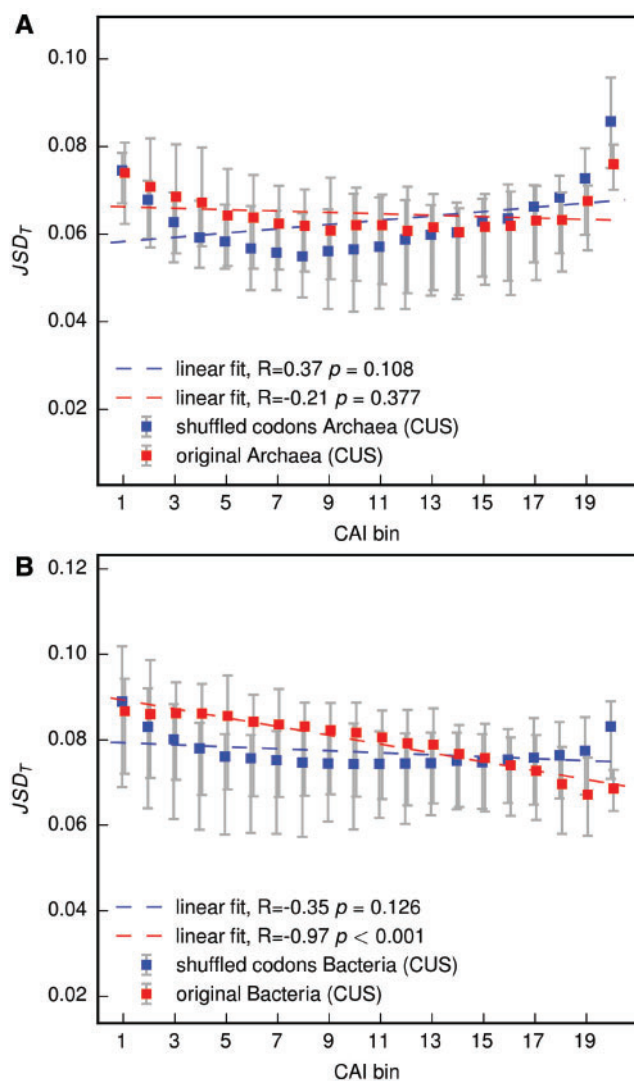 A
0.10
0.08
0.06
0.04
0.02
JSD_T
linear fit, R=0.37 p = 0.108
linear fit, R=-0.21 p = 0.377
shuffled codons Archaea (CUS)
original Archaea (CUS)
1 3 5 7 9 11 13 15 17 19
CAI bin
B
0.12
0.10
0.08
0.06
0.04
0.02
JSD_T
linear fit, R=-0.35 p = 0.126
linear fit, R=-0.97 p < 0.001
shuffled codons Bacteria (CUS)
original Bacteria (CUS)
1 3 5 7 9 11 13 15 17 19
CAI bin